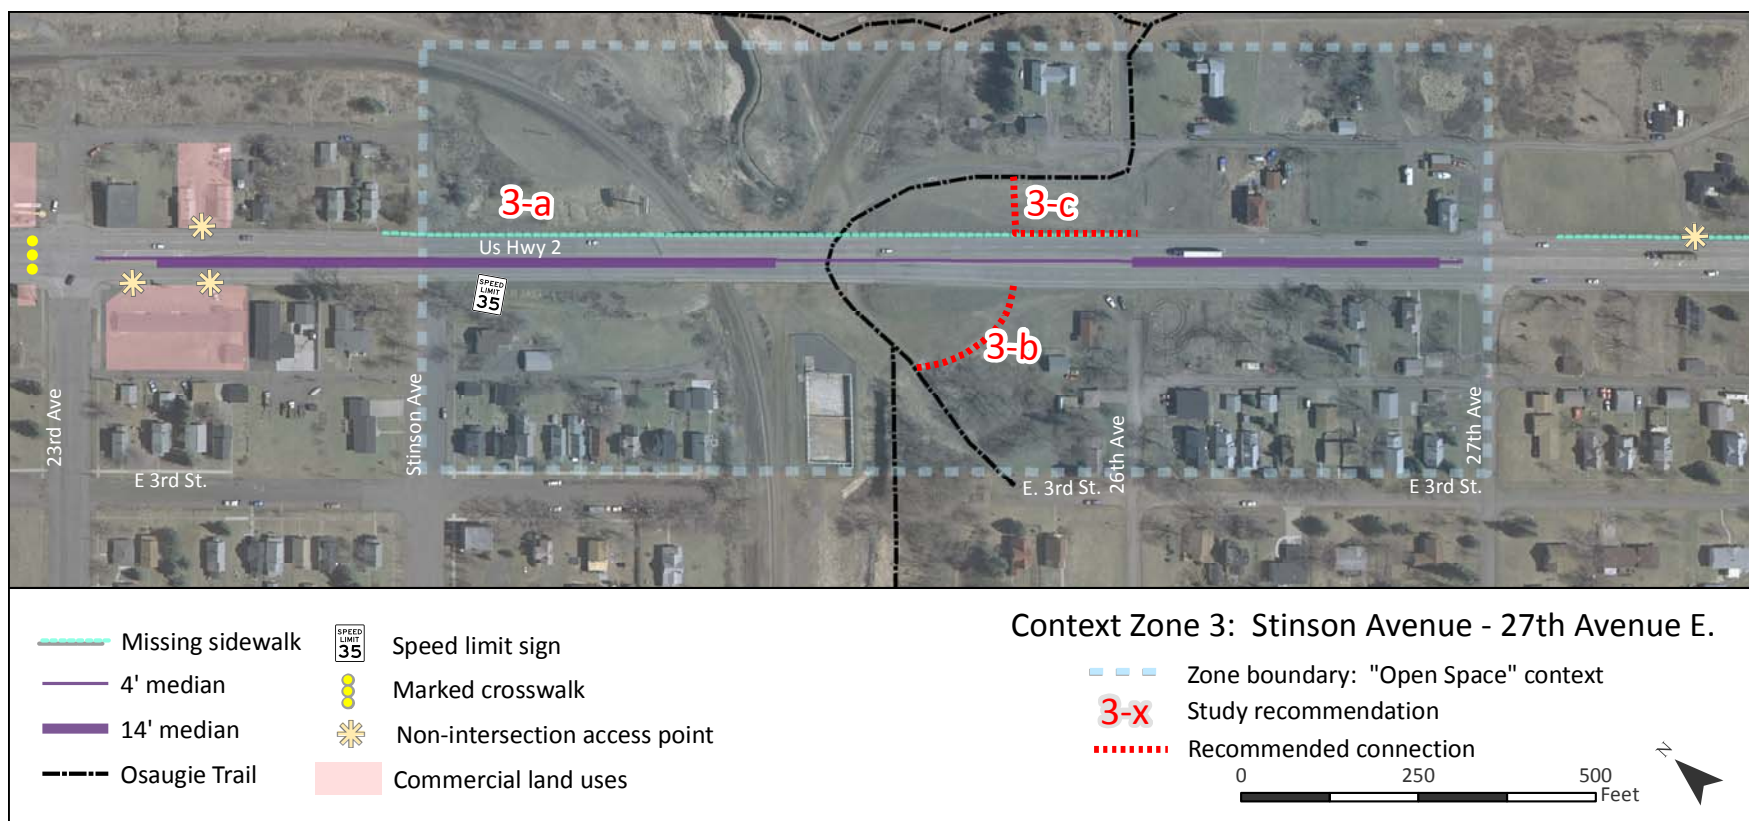 3-a
3-c
Us Hwy 2
SPEED
LIMIT
35
3-b
23rd Ave
Stinson Ave
26th Ave
27th Ave
E 3rd St.
E. 3rd St.
E 3rd St.
Missing sidewalk
4' median
14' median
Osaugie Trail
SPEED
LIMIT
35
Speed limit sign
Marked crosswalk
Non-intersection access point
Commercial land uses
Context Zone 3: Stinson Avenue - 27th Avenue E.
Zone boundary: "Open Space" context
3-x Study recommendation
Recommended connection
0 250 500
Feet
N